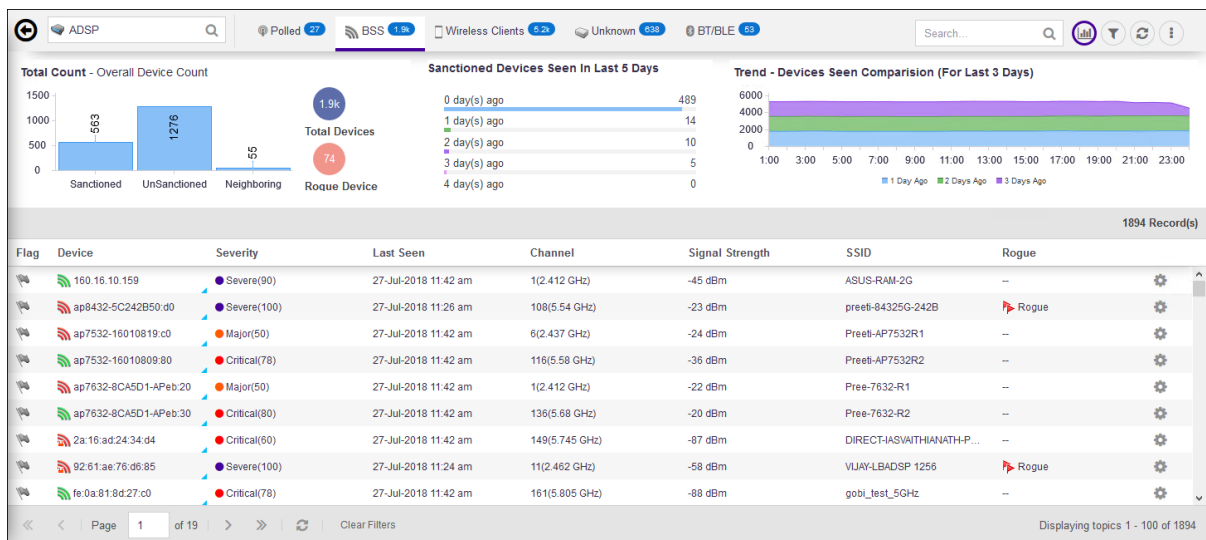 ADSP
Polled 27
BSS 1.9k
Wireless Clients 5.2k
Unknown 638
BT/BLE 53
Search...
Total Count - Overall Device Count
1500
1000
500
0
563
1276
55
Sanctioned UnSanctioned Neighboring
1.9k
Total Devices
74
Rogue Device
Sanctioned Devices Seen In Last 5 Days
0 day(s) ago 489
1 day(s) ago 14
2 day(s) ago 10
3 day(s) ago 5
4 day(s) ago 0
Trend - Devices Seen Comparision (For Last 3 Days)
6000
4000
2000
0
1:00 3:00 5:00 7:00 9:00 11:00 13:00 15:00 17:00 19:00 21:00 23:00
1 Day Ago 2 Days Ago 3 Days Ago
1894 Record(s)
Flag Device Severity Last Seen Channel Signal Strength SSID Rogue
160.16.10.159 Severe(90) 27-Jul-2018 11:42 am 1(2.412 GHz) -45 dBm ASUS-RAM-2G --
ap8432-5C242B50:d0 Severe(100) 27-Jul-2018 11:26 am 108(5.54 GHz) -23 dBm preeti-84325G-242B Rogue
ap7532-16010819:c0 Major(50) 27-Jul-2018 11:42 am 6(2.437 GHz) -24 dBm Preeti-AP7532R1 --
ap7532-16010809:80 Critical(78) 27-Jul-2018 11:42 am 116(5.58 GHz) -36 dBm Preeti-AP7532R2 --
ap7632-8CA5D1-APeb:20 Major(50) 27-Jul-2018 11:42 am 1(2.412 GHz) -22 dBm Pree-7632-R1 --
ap7632-8CA5D1-APeb:30 Critical(80) 27-Jul-2018 11:42 am 136(5.68 GHz) -20 dBm Pree-7632-R2 --
2a:16:ad:24:34:d4 Critical(60) 27-Jul-2018 11:42 am 149(5.745 GHz) -87 dBm DIRECT-IASVAITHIANATH-P... --
92:61:ae:76:d6:85 Severe(100) 27-Jul-2018 11:24 am 11(2.462 GHz) -58 dBm VIJAY-LBADSP 1256 Rogue
fe:0a:81:8d:27:c0 Critical(78) 27-Jul-2018 11:42 am 161(5.805 GHz) -88 dBm gobi_test_5GHz --
Page 1 of 19 Clear Filters Displaying topics 1 - 100 of 1894